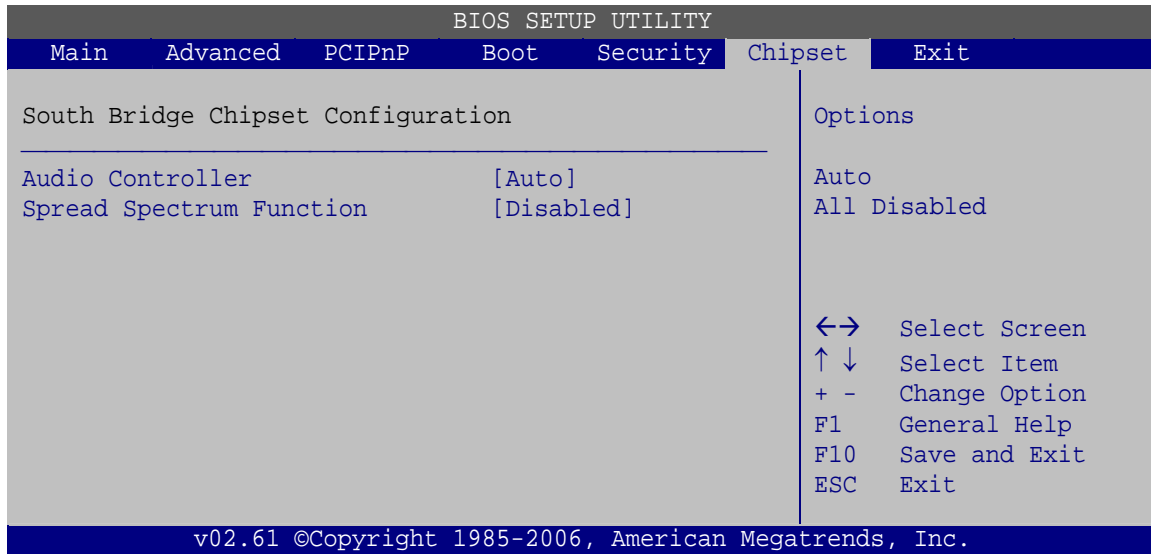 BIOS SETUP UTILITY
Main Advanced PCIPnP Boot Security Chipset Exit
South Bridge Chipset Configuration
Audio Controller [Auto]
Spread Spectrum Function [Disabled]
Options
Auto
All Disabled
←→ Select Screen
↑ ↓ Select Item
+ - Change Option
F1 General Help
F10 Save and Exit
ESC Exit
v02.61 ©Copyright 1985-2006, American Megatrends, Inc.